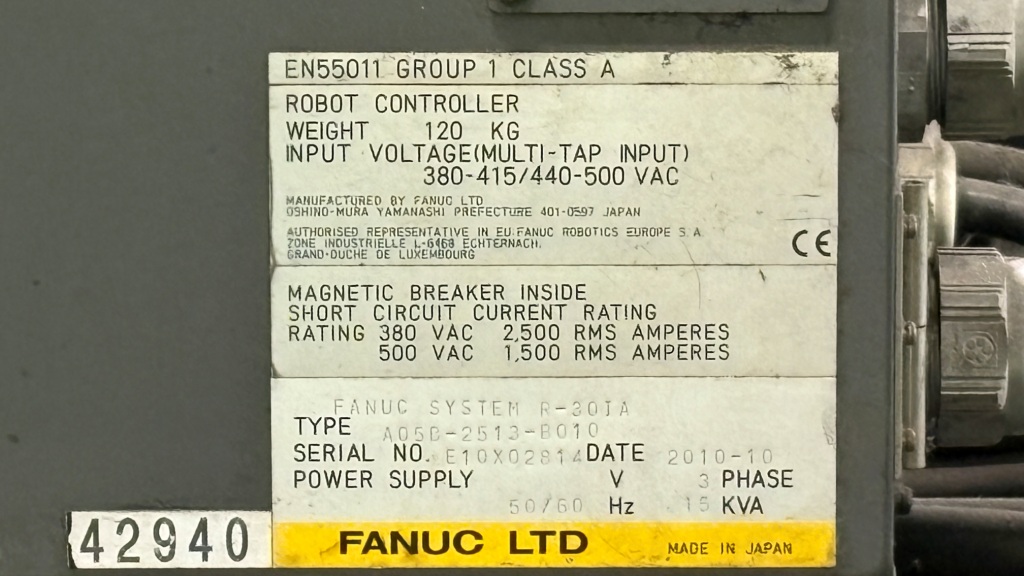 EN55011 GROUP 1 CLASS A
ROBOT CONTROLLER
WEIGHT 120 KG
INPUT VOLTAGE(MULTI-TAP INPUT)
380-415/440-500 VAC
MANUFACTURED BY FANUC LTD
OSHINO-MURA YAMANASHI PREFECTURE 401-0597 JAPAN
AUTHORISED REPRESENTATIVE IN EU:FANUC ROBOTICS EUROPE S.A.
ZONE INDUSTRIELLE L-6468 ECHTERNACH.
GRAND-DUCHE DE LUXEMBOURG
CE
MAGNETIC BREAKER INSIDE
SHORT CIRCUIT CURRENT RATING
RATING 380 VAC 2,500 RMS AMPERES
500 VAC 1,500 RMS AMPERES
FANUC SYSTEM R-30IA
TYPE A05B-2513-B010
SERIAL NO. E10X02814 DATE 2010-10
POWER SUPPLY V 3 PHASE
50/60 Hz 15 KVA
42940
FANUC LTD MADE IN JAPAN